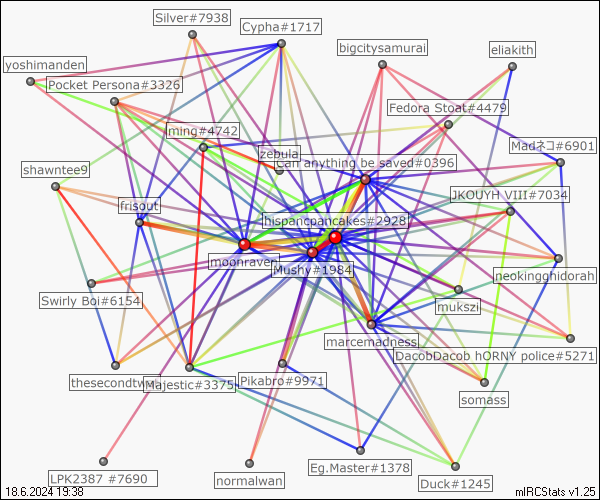 Silver#7938
Cypha#1717
bigcitysamurai
eliakith
yoshimanden
Pocket Persona#3326
Fedora Stoat#4479
ming#4742
Madネコ#6901
zebula
Cant anything be saved#0396
shawntee9
JKOUYH VIII#7034
frisout
hispanicpancakes#2928
moonraven
Mushy#1984
neokingghidorah
Swirly Boi#6154
mukszi
marcemadness
DacobDacob hORNY police#5271
Majestic#3375
Pikabro#9971
somass
LPK2387 #7690
normalwan
Eg.Master#1378
Duck#1245
18.6.2024 19:38
mIRCStats v1.25